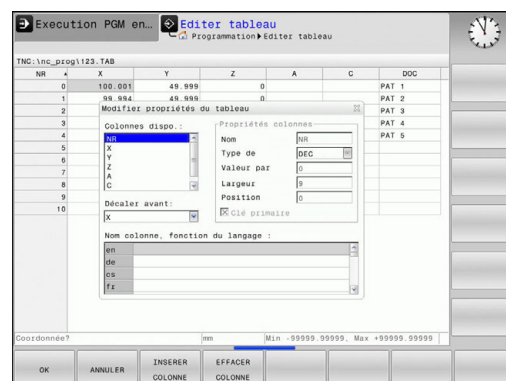 Execution PGM en...
Editer tableau
Programmation▸Editer tableau
TNC:\nc_prog\123.TAB
NR X Y Z A C DOC
0 100.001 49.999 0 PAT 1
1 99.994 49.999 0 PAT 2
2 PAT 3
3 PAT 4
4 PAT 5
5
6
7
8
9
10
Modifier propriétés du tableau
Colonnes dispo.:
NR
X
Y
Z
A
C
Décaler avant:
X
Propriétés colonnes
Nom NR
Type de DEC
Valeur par 0
Largeur 9
Position 0
Clé primaire
Nom colonne, fonction du langage :
en
de
cs
fr
Coordonnée? mm Min -99999.99999, Max +99999.99999
OK
ANNULER
INSERER COLONNE
EFFACER COLONNE